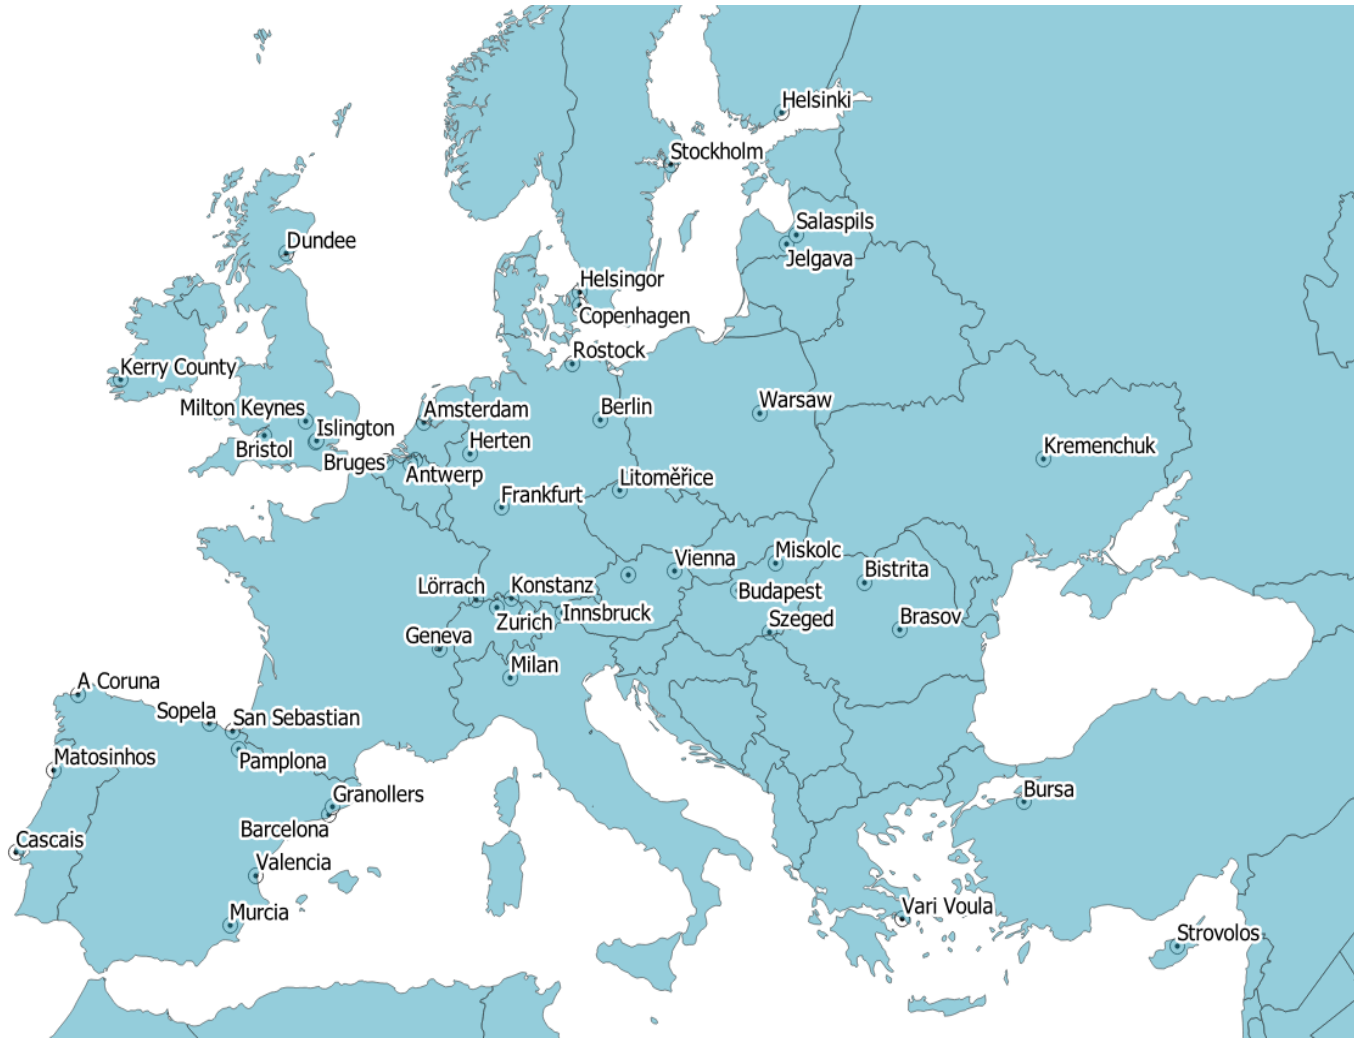 Helsinki
Stockholm
Salaspils
Jelgava
Dundee
Helsingor
Copenhagen
Rostock
Kerry County
Milton Keynes
Islington
Bristol
Bruges
Amsterdam
Herten
Antwerp
Berlin
Warsaw
Kremenchuk
Litoměřice
Frankfurt
Vienna
Miskolc
Bistrita
Lörrach
Konstanz
Budapest
Innsbruck
Zurich
Szeged
Brasov
Geneva
Milan
A Coruna
Sopela
San Sebastian
Matosinhos
Pamplona
Granollers
Barcelona
Bursa
Cascais
Valencia
Murcia
Vari Voula
Strovolos